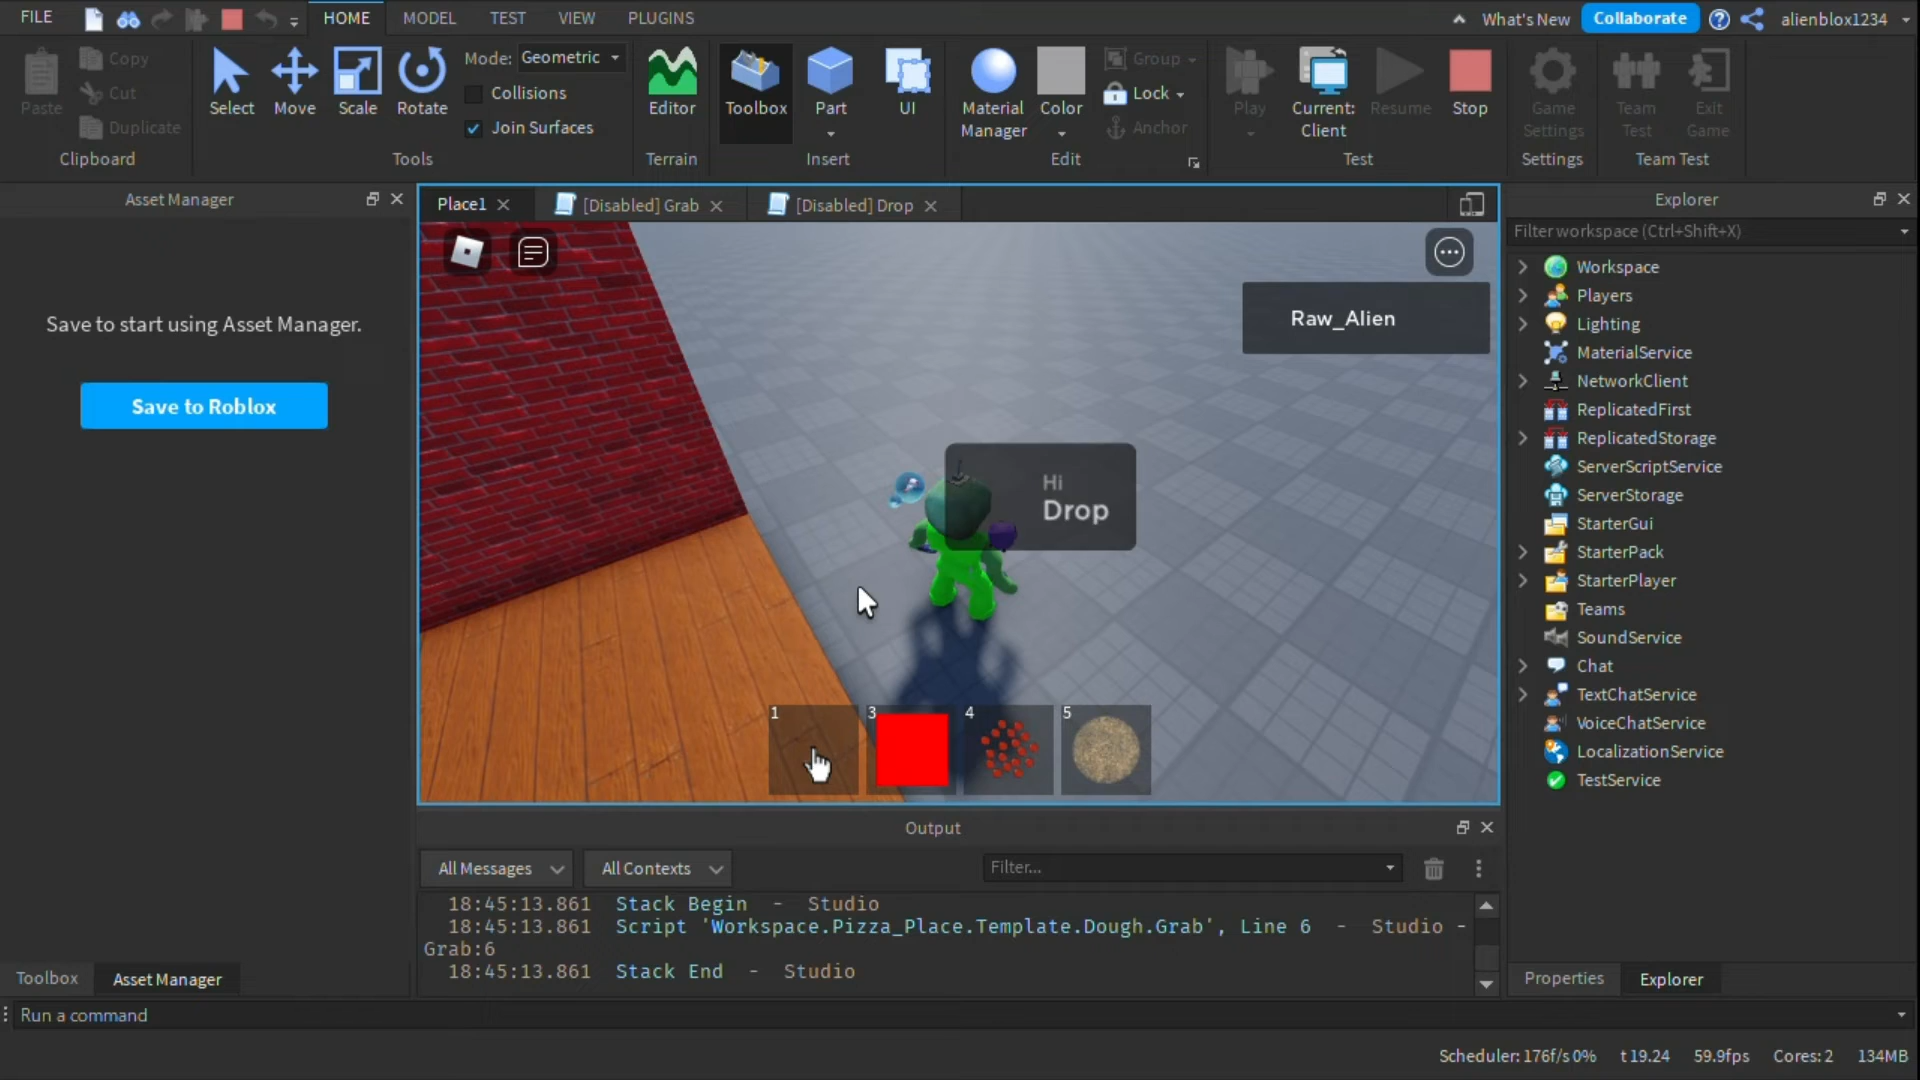 FILE
HOME
MODEL
TEST
VIEW
PLUGINS
What's New
Collaborate
alienblox1234
Paste
Copy
Cut
Duplicate
Clipboard
Select
Move
Scale
Rotate
Mode: Geometric
Collisions
Join Surfaces
Tools
Editor
Terrain
Toolbox
Part
UI
Insert
Material
Manager
Color
Group
Lock
Anchor
Edit
Play
Current:
Client
Resume
Stop
Test
Game
Settings
Settings
Team
Test
Exit
Game
Team Test
Asset Manager
Save to start using Asset Manager.
Save to Roblox
Toolbox
Asset Manager
Place1
[Disabled] Grab
[Disabled] Drop
Raw_Alien
Hi
Drop
1
3
4
5
Output
All Messages
All Contexts
Filter...
18:45:13.861 Stack Begin - Studio
18:45:13.861 Script 'Workspace.Pizza_Place.Template.Dough.Grab', Line 6 - Studio -
Grab:6
18:45:13.861 Stack End - Studio
Explorer
Filter workspace (Ctrl+Shift+X)
Workspace
Players
Lighting
MaterialService
NetworkClient
ReplicatedFirst
ReplicatedStorage
ServerScriptService
ServerStorage
StarterGui
StarterPack
StarterPlayer
Teams
SoundService
Chat
TextChatService
VoiceChatService
LocalizationService
TestService
Properties
Explorer
Run a command
Scheduler: 176f/s 0% t 19.24 59.9fps Cores: 2 134MB